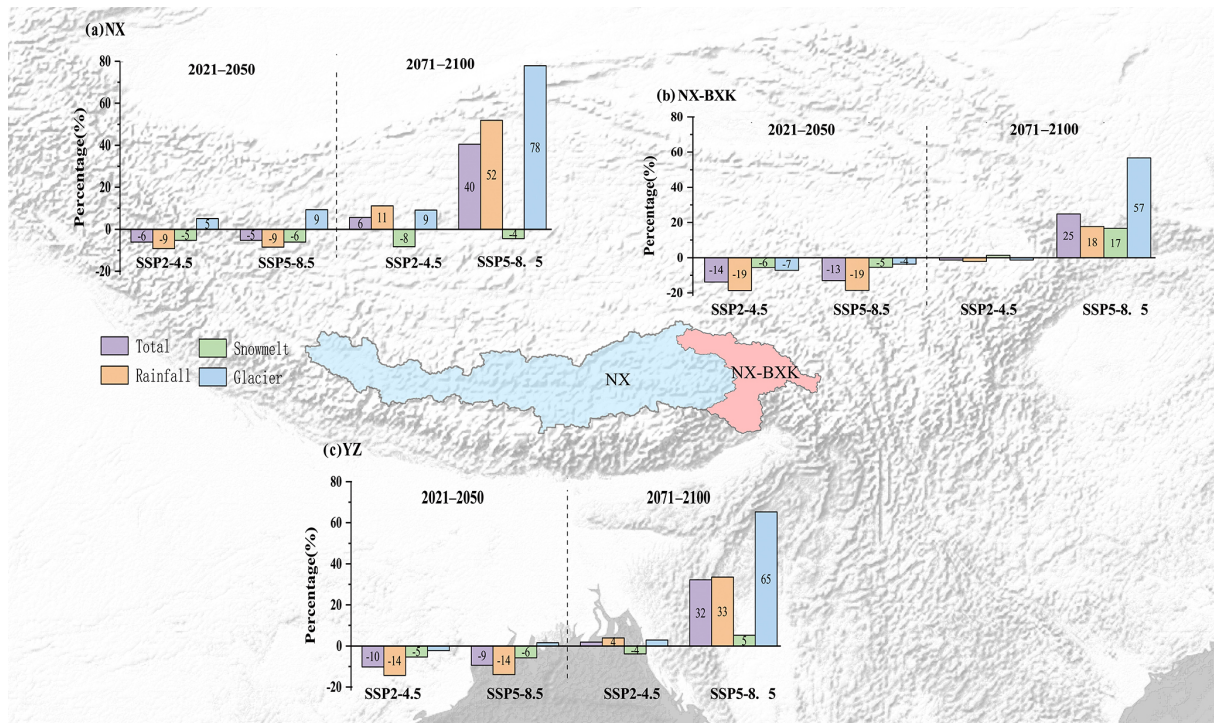 (a)NX
2021–2050
2071–2100
Percentage(%)
80
60
40
20
0
-20
-6
-9
-5
5
-5
-9
-6
9
6
11
-8
9
40
52
-4
78
SSP2-4.5
SSP5-8.5
SSP2-4.5
SSP5-8. 5
(b) NX-BXK
2021–2050
2071–2100
Percentage(%)
80
60
40
20
0
-20
-14
-19
-6
-7
-13
-19
-5
-4
25
18
17
57
SSP2-4.5
SSP5-8.5
SSP2-4.5
SSP5-8. 5
Total
Snowmelt
Rainfall
Glacier
NX
NX-BXK
(c)YZ
2021–2050
2071–2100
Percentage(%)
80
60
40
20
0
-20
-10
-14
-5
-9
-14
-6
4
-4
32
33
5
65
SSP2-4.5
SSP5-8.5
SSP2-4.5
SSP5-8. 5